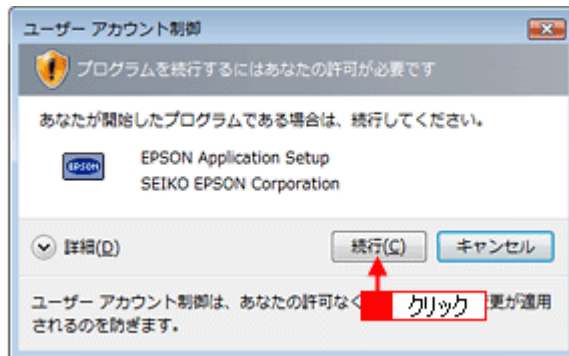 ユーザー アカウント制御
プログラムを続行するにはあなたの許可が必要です
あなたが開始したプログラムである場合は、続行してください。
EPSON
EPSON Application Setup
SEIKO EPSON Corporation
詳細(D)
続行(C)
キャンセル
クリック
ユーザー アカウント制御は、あなたの許可なく 更が適用
されるのを防ぎます。